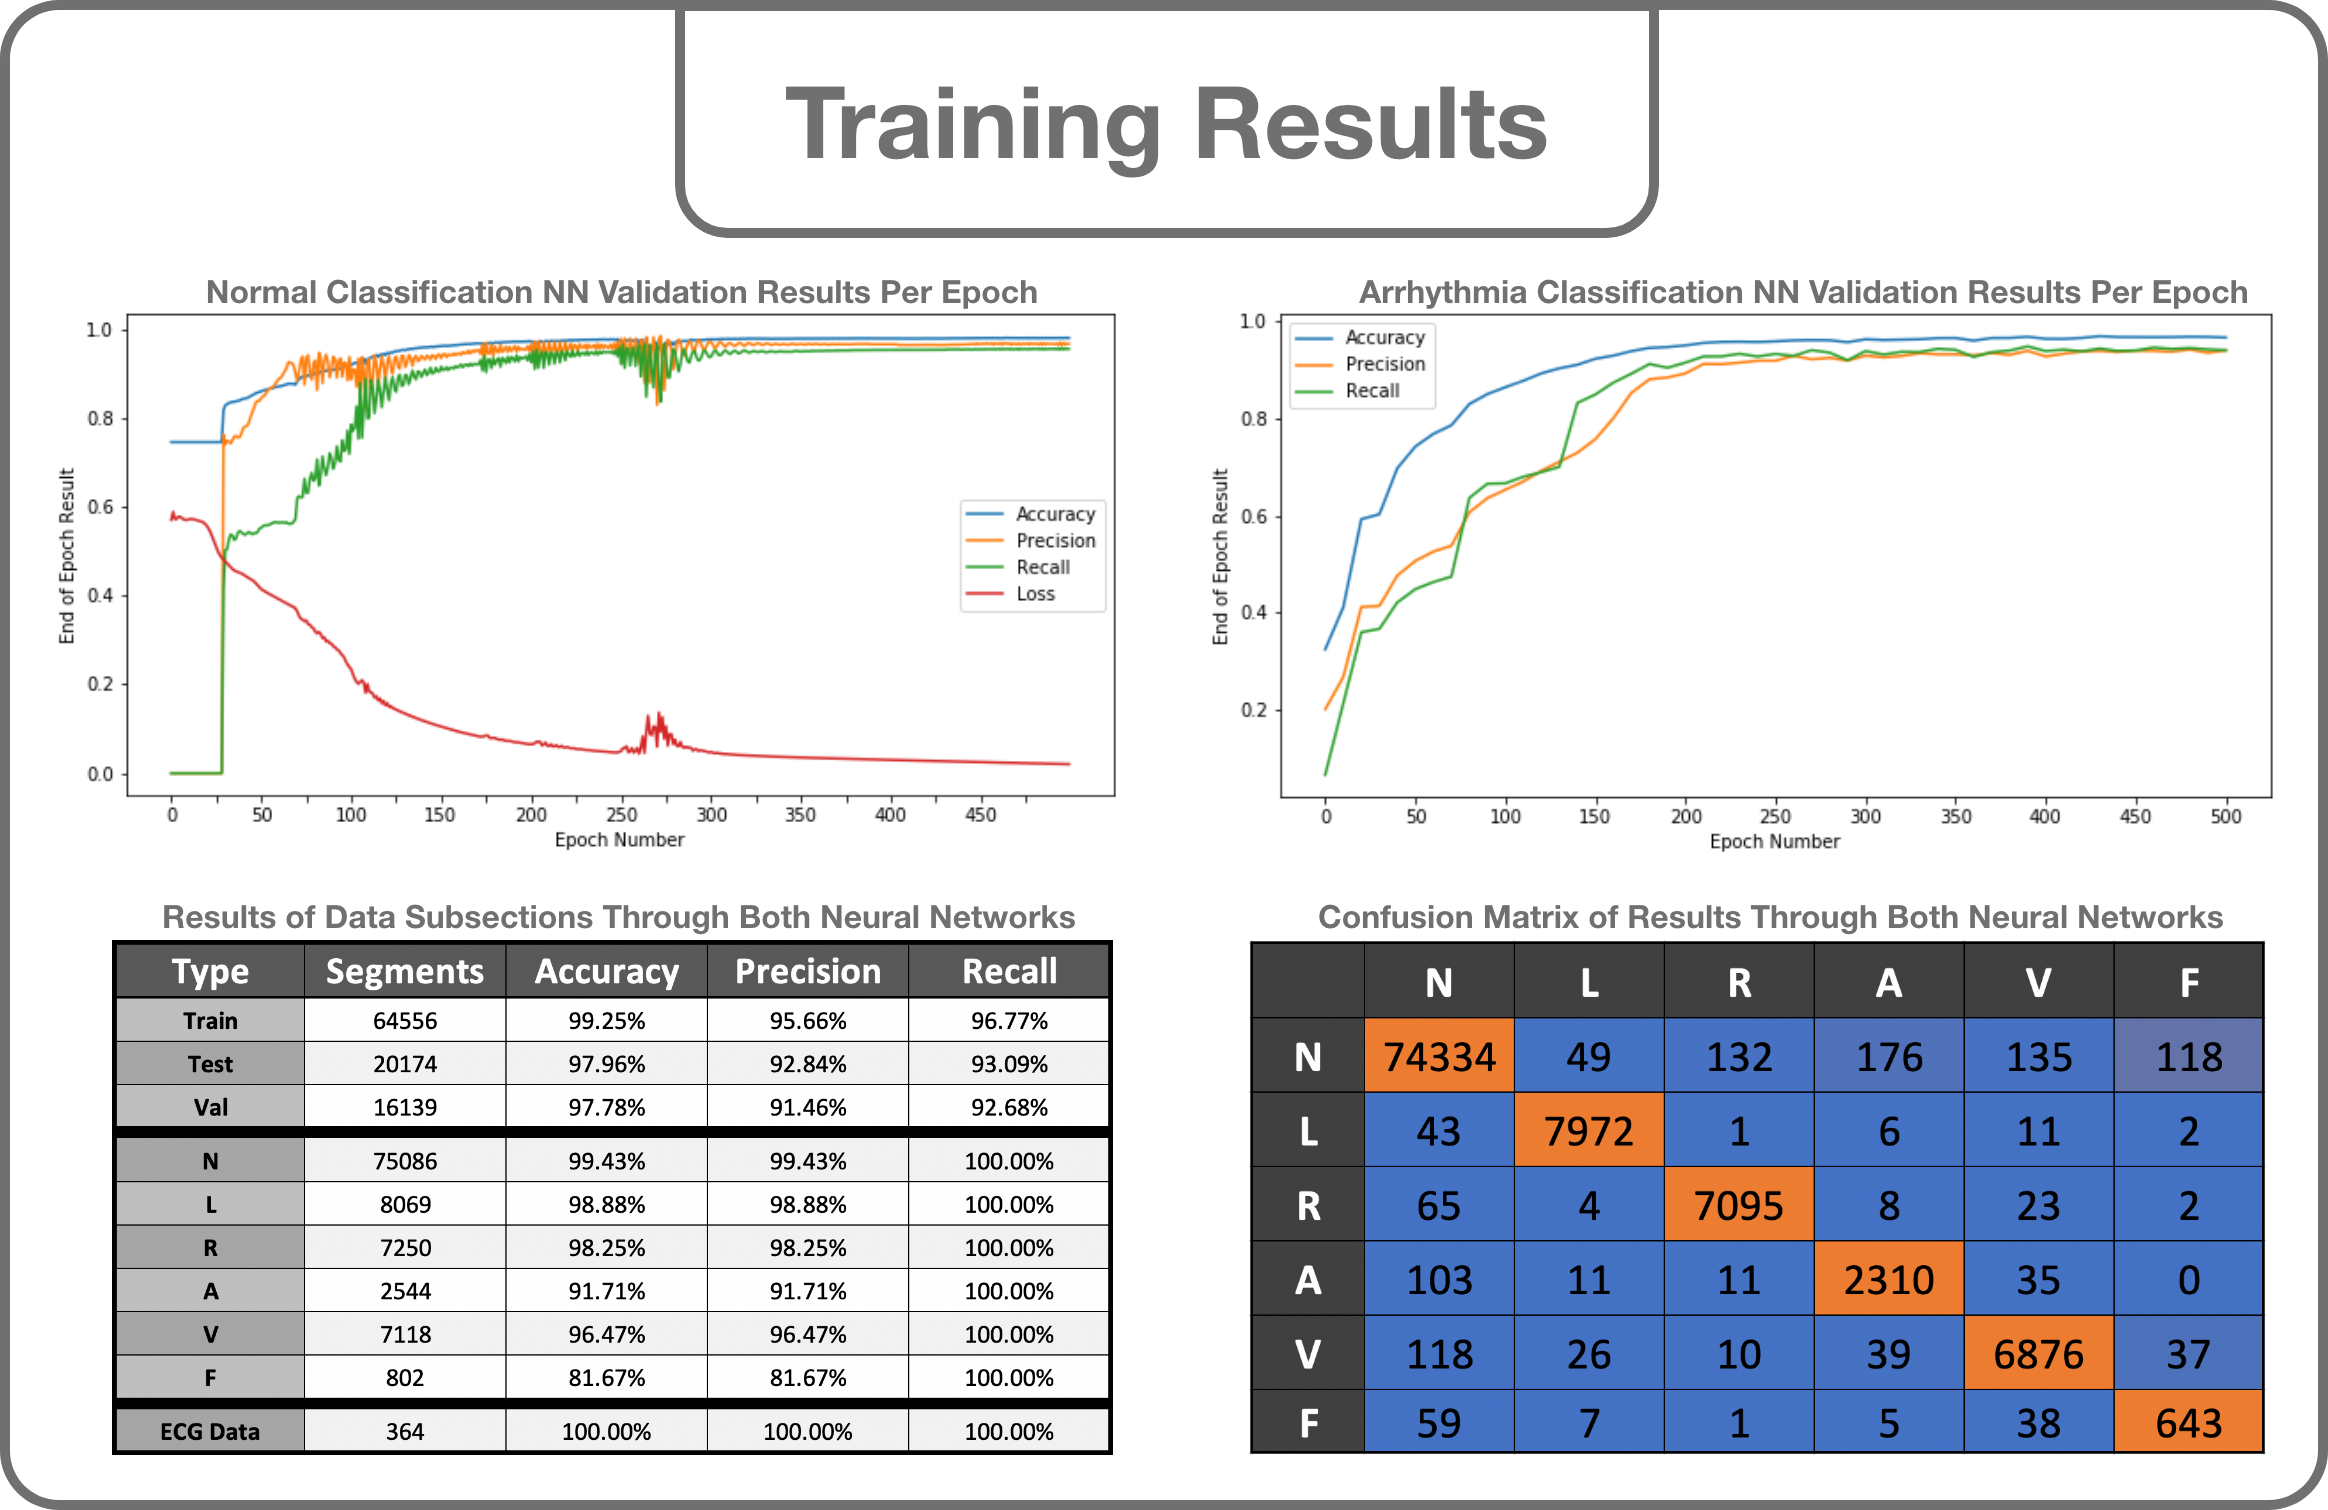 Training Results
Normal Classification NN Validation Results Per Epoch
1.0
0.8
0.6
0.4
0.2
0.0
End of Epoch Result
Accuracy
Precision
Recall
Loss
0 50 100 150 200 250 300 350 400 450
Epoch Number
Arrhythmia Classification NN Validation Results Per Epoch
1.0
0.8
0.6
0.4
0.2
End of Epoch Result
Accuracy
Precision
Recall
0 50 100 150 200 250 300 350 400 450 500
Epoch Number
Results of Data Subsections Through Both Neural Networks
Type Segments Accuracy Precision Recall
Train 64556 99.25% 95.66% 96.77%
Test 20174 97.96% 92.84% 93.09%
Val 16139 97.78% 91.46% 92.68%
N 75086 99.43% 99.43% 100.00%
L 8069 98.88% 98.88% 100.00%
R 7250 98.25% 98.25% 100.00%
A 2544 91.71% 91.71% 100.00%
V 7118 96.47% 96.47% 100.00%
F 802 81.67% 81.67% 100.00%
ECG Data 364 100.00% 100.00% 100.00%
Confusion Matrix of Results Through Both Neural Networks
N L R A V F
N 74334 49 132 176 135 118
L 43 7972 1 6 11 2
R 65 4 7095 8 23 2
A 103 11 11 2310 35 0
V 118 26 10 39 6876 37
F 59 7 1 5 38 643